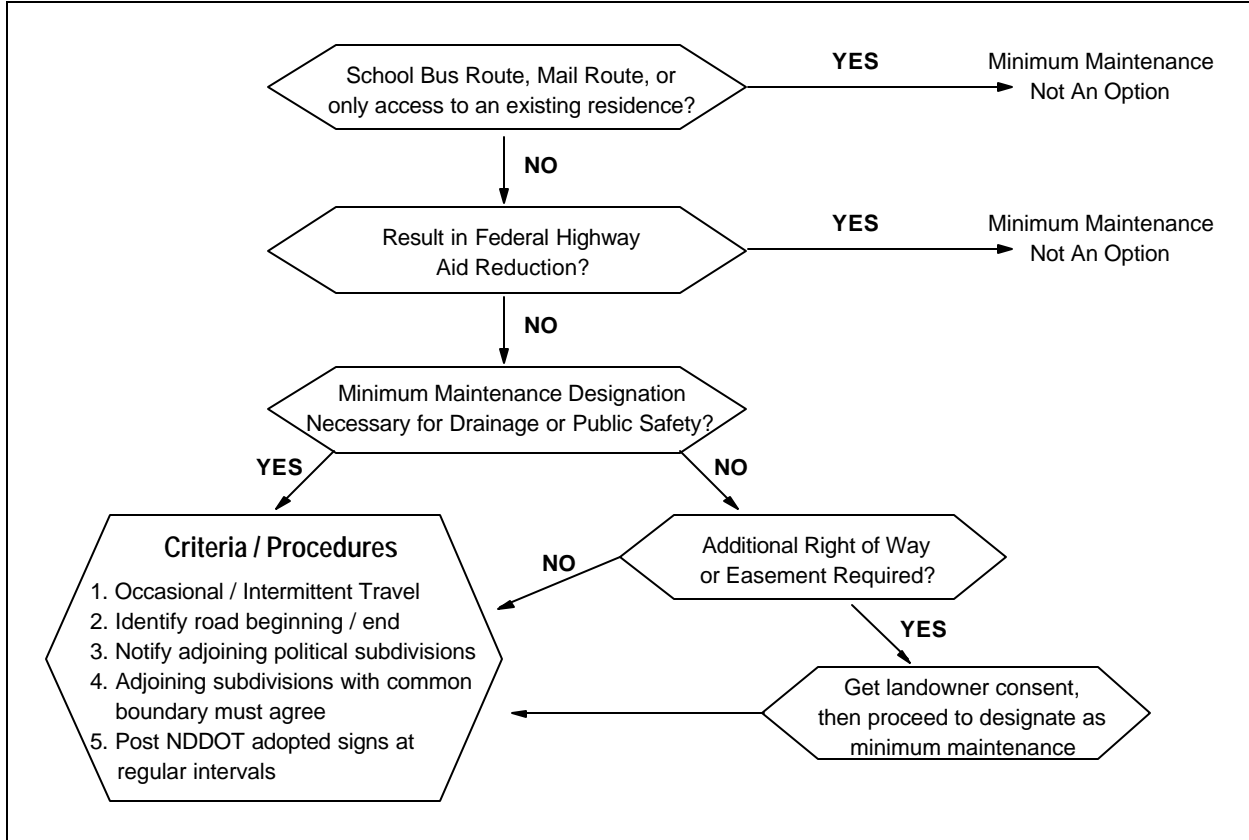 School Bus Route, Mail Route, or
only access to an existing residence?
YES
Minimum Maintenance
Not An Option
NO
Result in Federal Highway
Aid Reduction?
YES
Minimum Maintenance
Not An Option
NO
Minimum Maintenance Designation
Necessary for Drainage or Public Safety?
YES
NO
Criteria / Procedures
1. Occasional / Intermittent Travel
2. Identify road beginning / end
3. Notify adjoining political subdivisions
4. Adjoining subdivisions with common
boundary must agree
5. Post NDDOT adopted signs at
regular intervals
NO
Additional Right of Way
or Easement Required?
YES
Get landowner consent,
then proceed to designate as
minimum maintenance